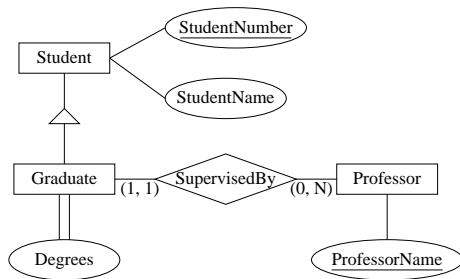 StudentNumber
Student
StudentName
Graduate
(1, 1)
SupervisedBy
(0, N)
Professor
Degrees
ProfessorName